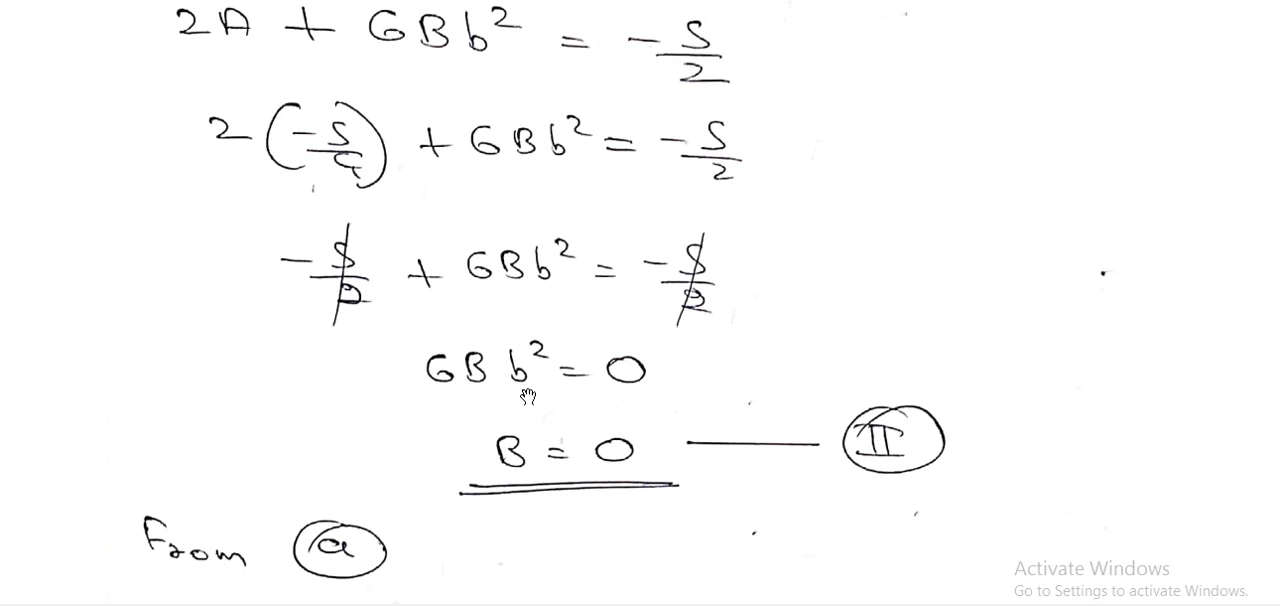 2A + 6Bb² = -S/2
2(-S/4) + 6Bb² = -S/2
-S/2 + 6Bb² = -S/2
6Bb² = 0
B = 0 —— II
From a
Activate Windows
Go to Settings to activate Windows.